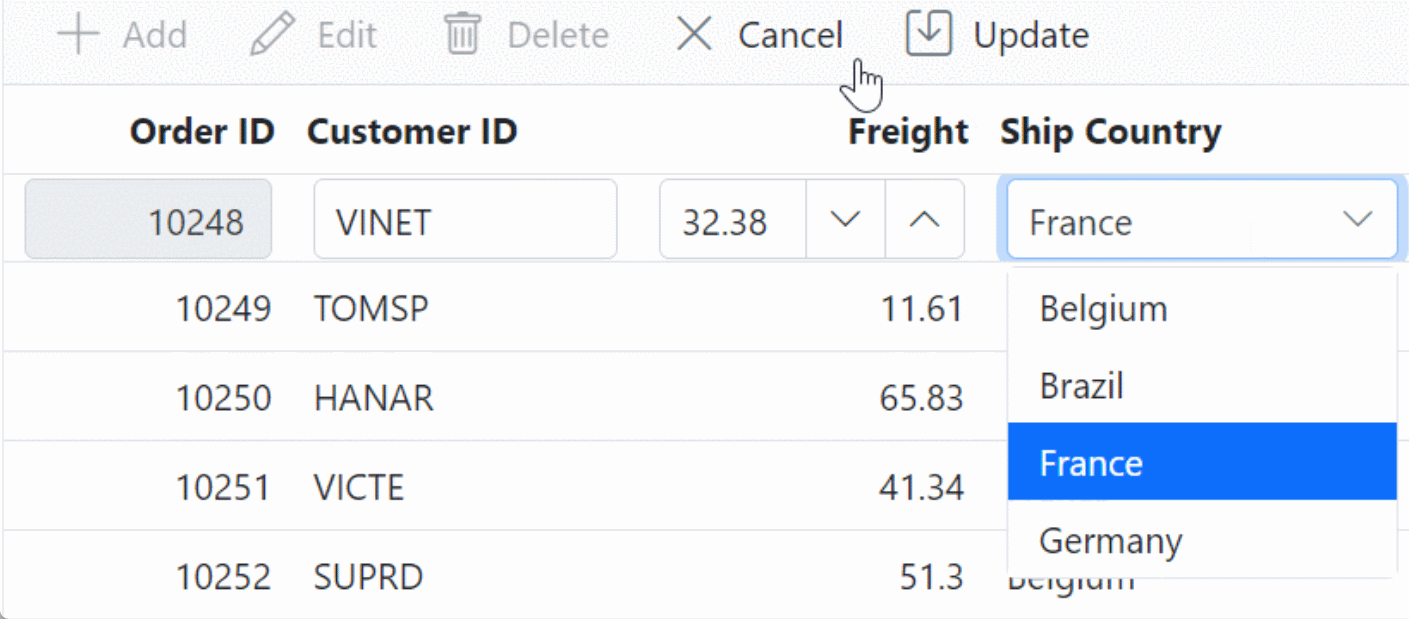 Add Edit Delete Cancel Update
Order ID Customer ID Freight Ship Country
10248 VINET 32.38 France
10249 TOMSP 11.61 Belgium
10250 HANAR 65.83 Brazil
France
10251 VICTE 41.34
Germany
10252 SUPRD 51.3 Belgium